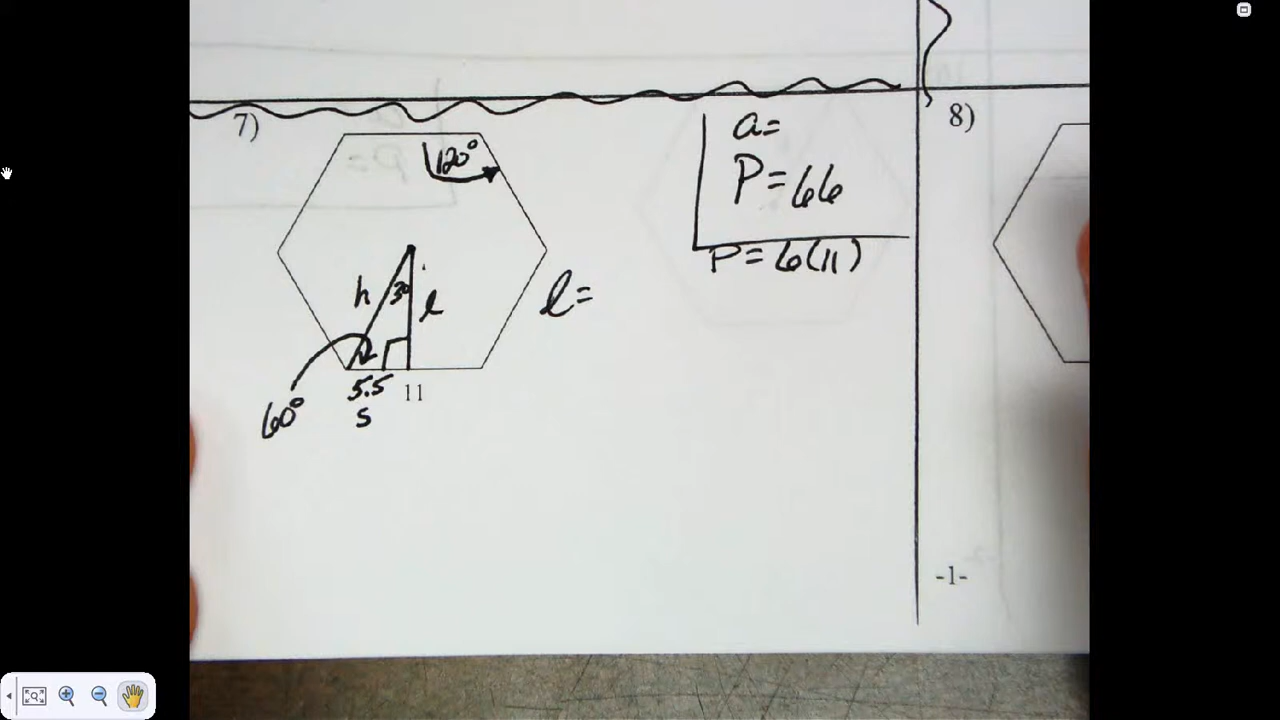 7)
120°
a=
P=66
P=6(11)
8)
h
30
l
l=
5.5
11
s
60°
-1-